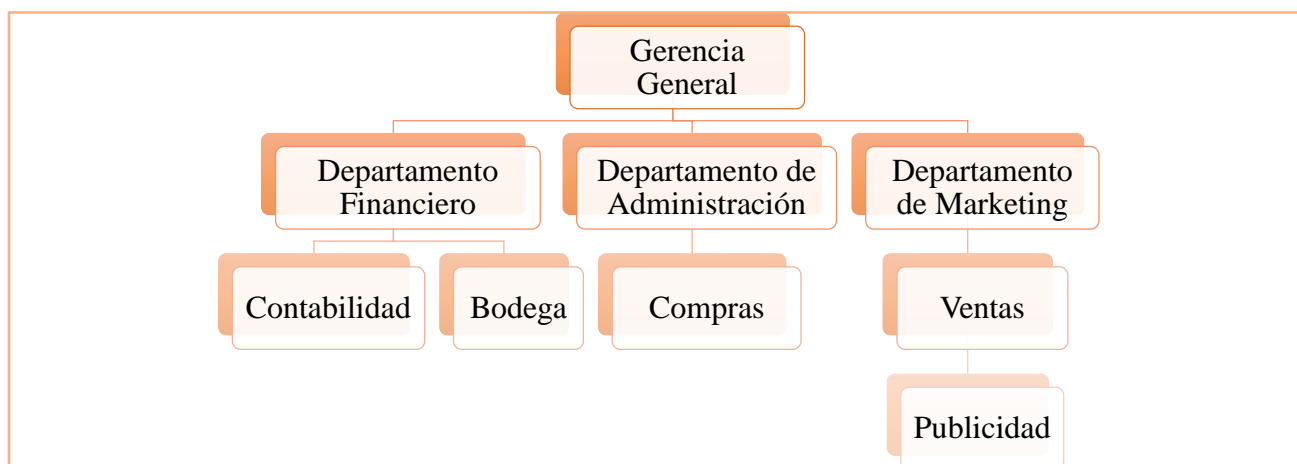 Gerencia
General
Departamento
Financiero
Departamento de
Administración
Departamento
de Marketing
Contabilidad
Bodega
Compras
Ventas
Publicidad